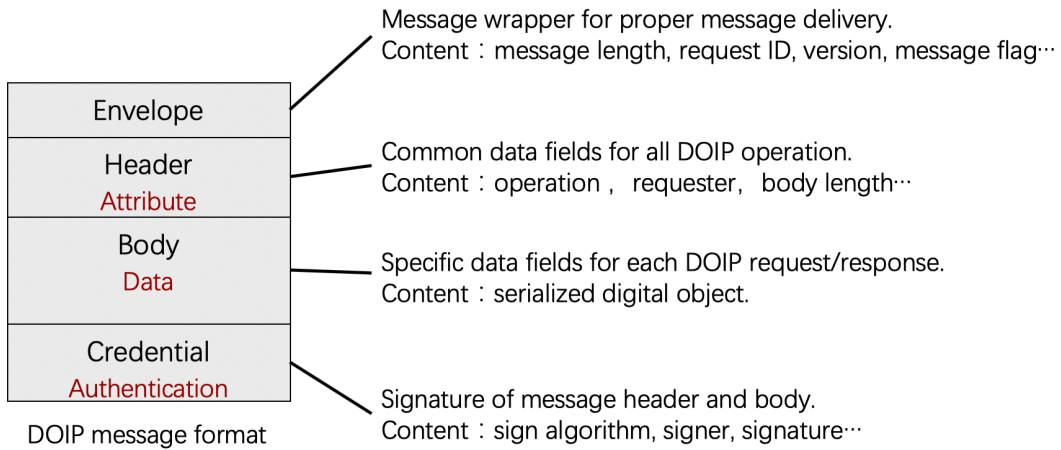 Message wrapper for proper message delivery.
Content：message length, request ID, version, message flag…
Envelope
Header
Attribute
Common data fields for all DOIP operation.
Content：operation， requester， body length…
Body
Data
Specific data fields for each DOIP request/response.
Content：serialized digital object.
Credential
Authentication
Signature of message header and body.
Content：sign algorithm, signer, signature…
DOIP message format